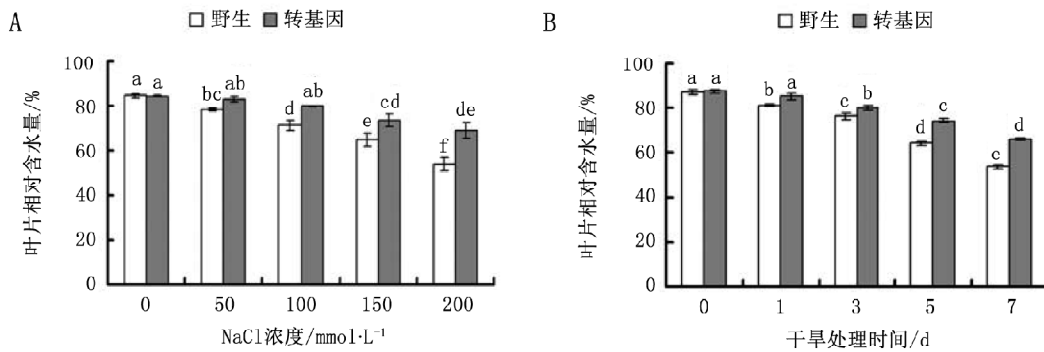 A
野生 转基因
叶片相对含水量/%
100
80
60
40
20
0
a a bc ab d ab e cd f de
0 50 100 150 200
NaCl浓度/mmol·L⁻¹
B
野生 转基因
叶片相对含水量/%
100
80
60
40
20
0
a a b a c b d c e d
0 1 3 5 7
干旱处理时间/d